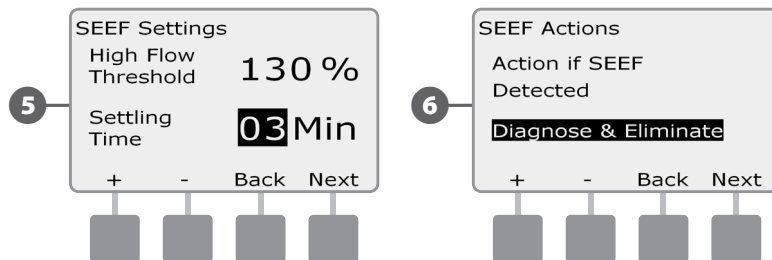 5
SEEF Settings
High Flow
Threshold
130 %
Settling
Time
03 Min
+ - Back Next
6
SEEF Actions
Action if SEEF
Detected
Diagnose & Eliminate
+ - Back Next